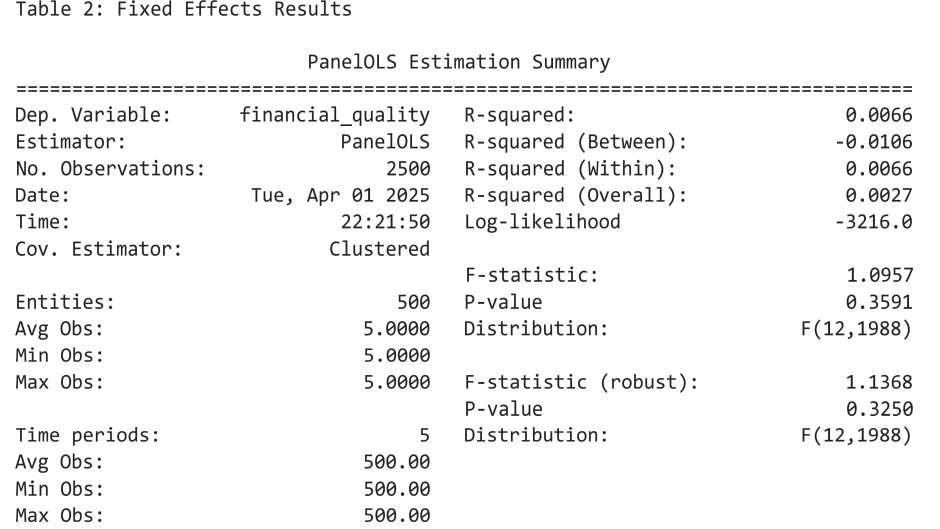 Table 2: Fixed Effects Results
PanelOLS Estimation Summary
================================================================================
Dep. Variable: financial_quality R-squared: 0.0066
Estimator: PanelOLS R-squared (Between): -0.0106
No. Observations: 2500 R-squared (Within): 0.0066
Date: Tue, Apr 01 2025 R-squared (Overall): 0.0027
Time: 22:21:50 Log-likelihood -3216.0
Cov. Estimator: Clustered
F-statistic: 1.0957
Entities: 500 P-value 0.3591
Avg Obs: 5.0000 Distribution: F(12,1988)
Min Obs: 5.0000
Max Obs: 5.0000 F-statistic (robust): 1.1368
P-value 0.3250
Time periods: 5 Distribution: F(12,1988)
Avg Obs: 500.00
Min Obs: 500.00
Max Obs: 500.00